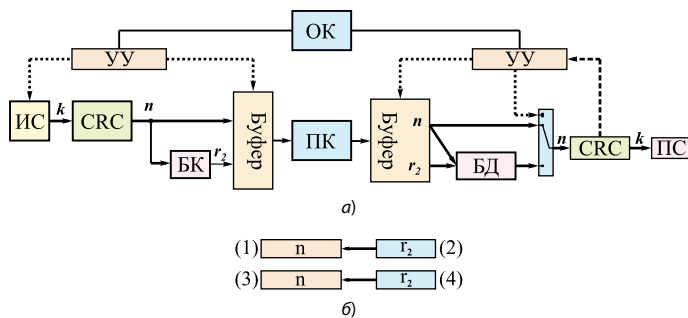 ОК
УУ УУ
ИС k CRC n Буфер ПК Буфер n n CRC k ПС
БК r₂ r₂ БД
а)
(1) n r₂ (2)
(3) n r₂ (4)
б)